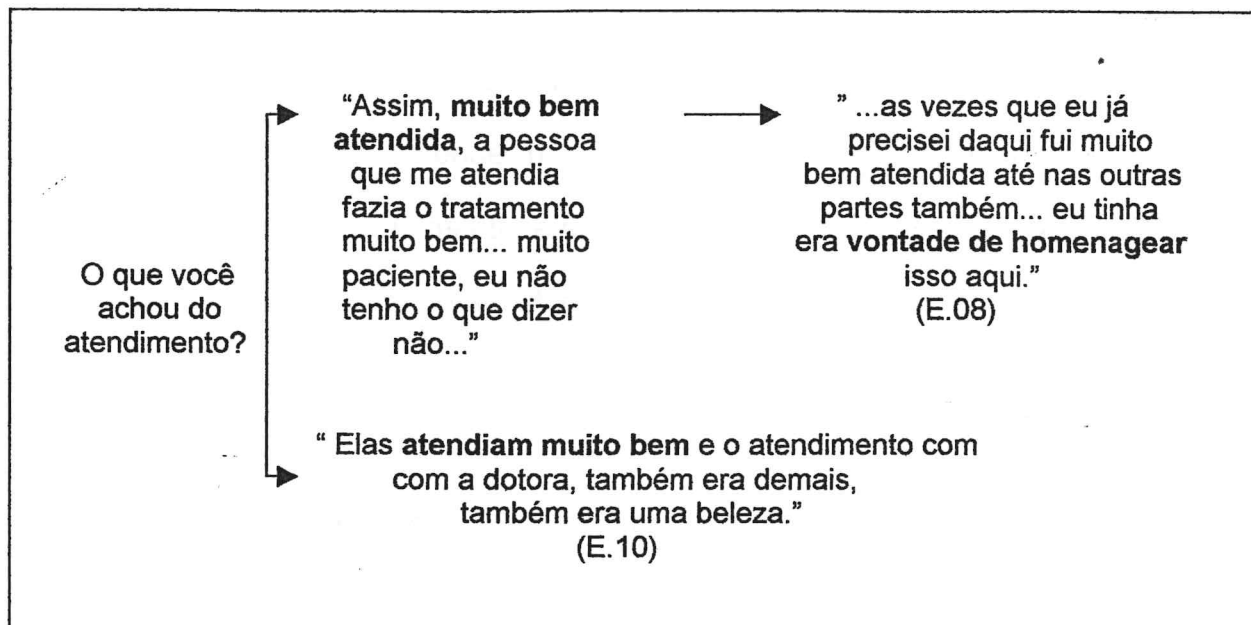 O que você
achou do
atendimento?
“Assim, muito bem
atendida, a pessoa
que me atendia
fazia o tratamento
muito bem... muito
paciente, eu não
tenho o que dizer
não...”
” ...as vezes que eu já
precisei daqui fui muito
bem atendida até nas outras
partes também... eu tinha
era vontade de homenagear
isso aqui.”
(E.08)
“ Elas atendiam muito bem e o atendimento com
com a dotora, também era demais,
também era uma beleza.”
(E.10)